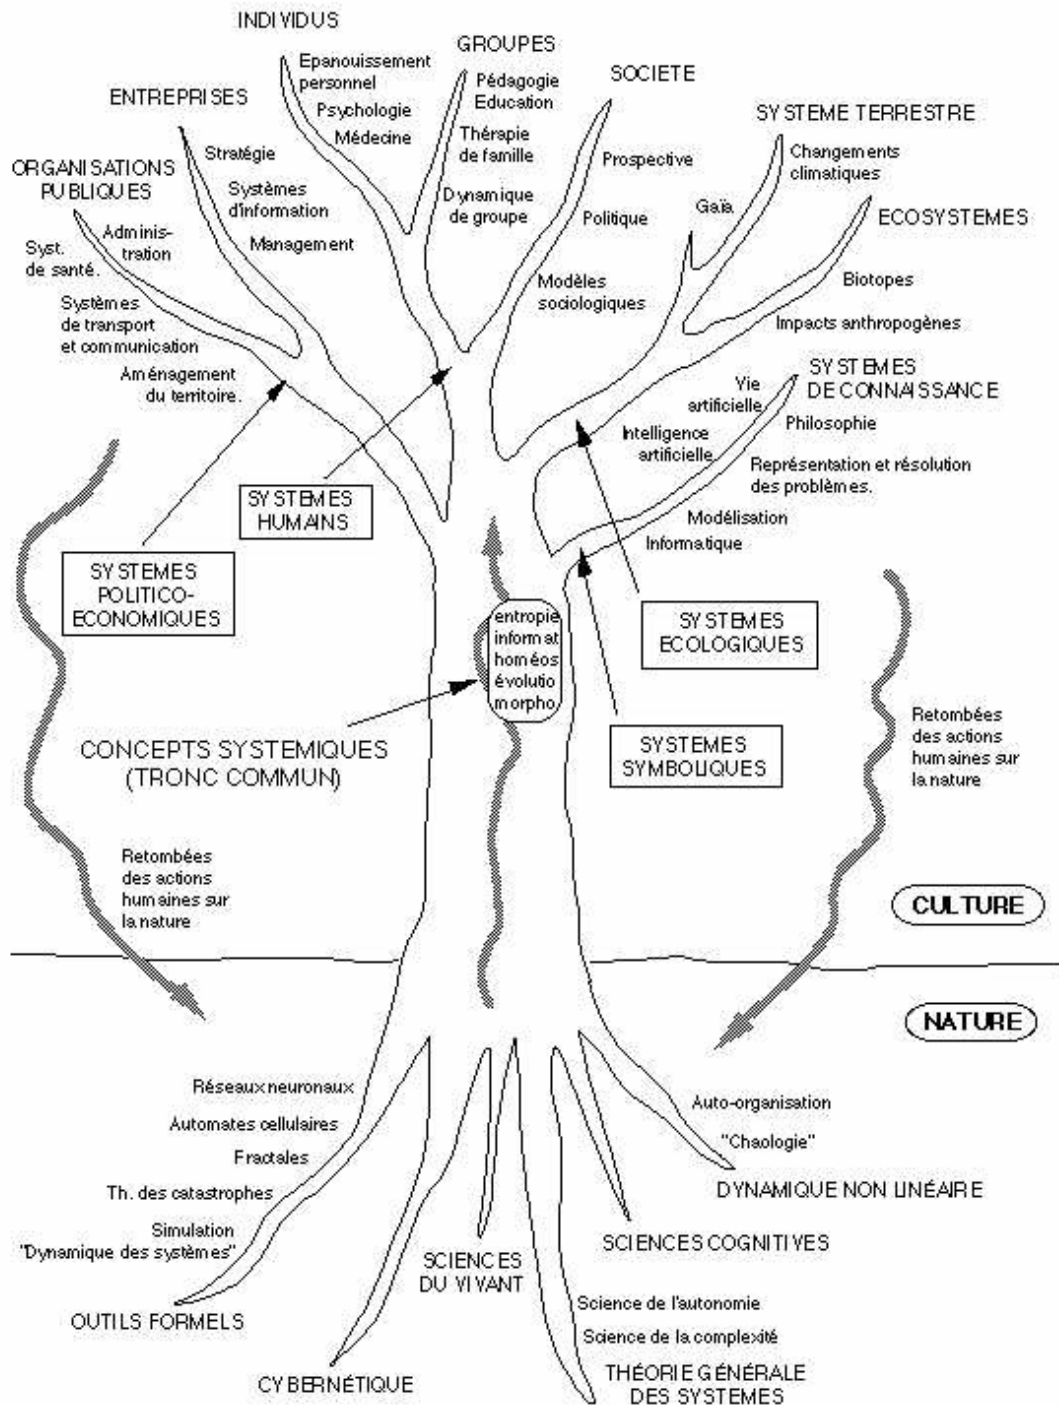 INDIVIDUS
Epanouissement
personnel
Psychologie
Médecine
GROUPES
Pédagogie
Education
Thérapie
de famille
Dynamique
de groupe
SOCIETE
Prospective
Politique
Modèles
sociologiques
ENTREPRISES
Stratégie
Systèmes
d'information
Management
SYSTEME TERRESTRE
Changements
climatiques
Gaïa
ORGANISATIONS
PUBLIQUES
Adminis-
tration
Syst.
de santé.
Systèmes
de transport
et communication
Aménagement
du territoire.
ECOSYSTEMES
Biotopes
Impacts anthropogènes
SYSTEMES
DE CONNAISSANCE
Vie
artificielle
Philosophie
Intelligence
artificielle
Représentation et résolution
des problèmes.
Modélisation
Informatique
SYSTEMES
HUMAINS
SYSTEMES
POLITICO-
ECONOMIQUES
entropie
informat
homéos
évolutio
morpho
SYSTEMES
ECOLOGIQUES
SYSTEMES
SYMBOLIQUES
CONCEPTS SYSTEMIQUES
(TRONC COMMUN)
Retombées
des actions
humaines sur
la nature
Retombées
des actions
humaines sur
la nature
CULTURE
NATURE
Réseaux neuronaux
Automates cellulaires
Fractales
Th. des catastrophes
Simulation
"Dynamique des systèmes"
OUTILS FORMELS
CYBERNÉTIQUE
SCIENCES
DU VIVANT
Auto-organisation
"Chaologie"
DYNAMIQUE NON LINÉAIRE
SCIENCES COGNITIVES
Science de l'autonomie
Science de la complexité
THÉORIE GÉNÉRALE
DES SYSTEMES